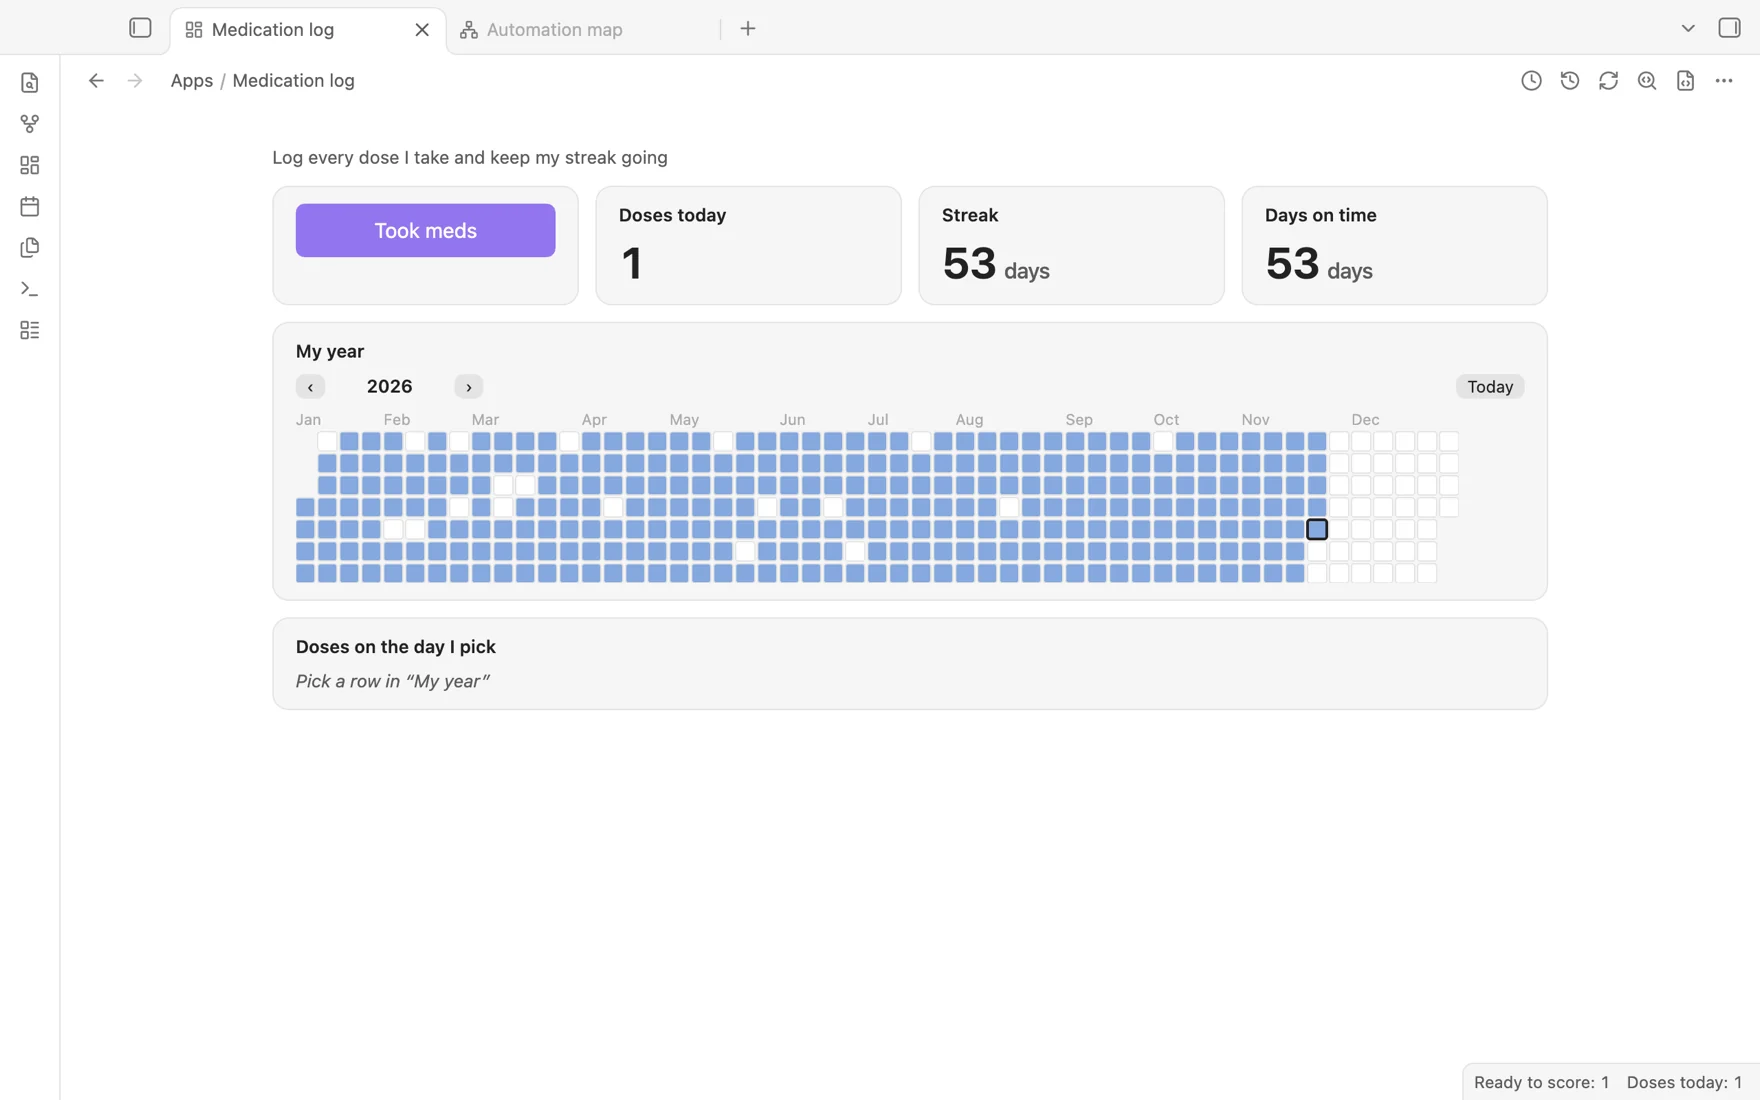 Medication log
Automation map
Apps / Medication log
Log every dose I take and keep my streak going
Took meds
Doses today
1
Streak
53 days
Days on time
53 days
My year
‹ 2026 ›
Today
Jan Feb Mar Apr May Jun Jul Aug Sep Oct Nov Dec
Doses on the day I pick
Pick a row in “My year”
Ready to score: 1 Doses today: 1